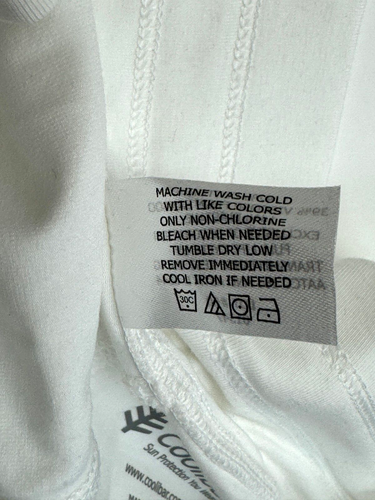 MACHINE WASH COLD
WITH LIKE COLORS
ONLY NON-CHLORINE
BLEACH WHEN NEEDED
TUMBLE DRY LOW
REMOVE IMMEDIATELY
COOL IRON IF NEEDED
30C
Sun Protection You